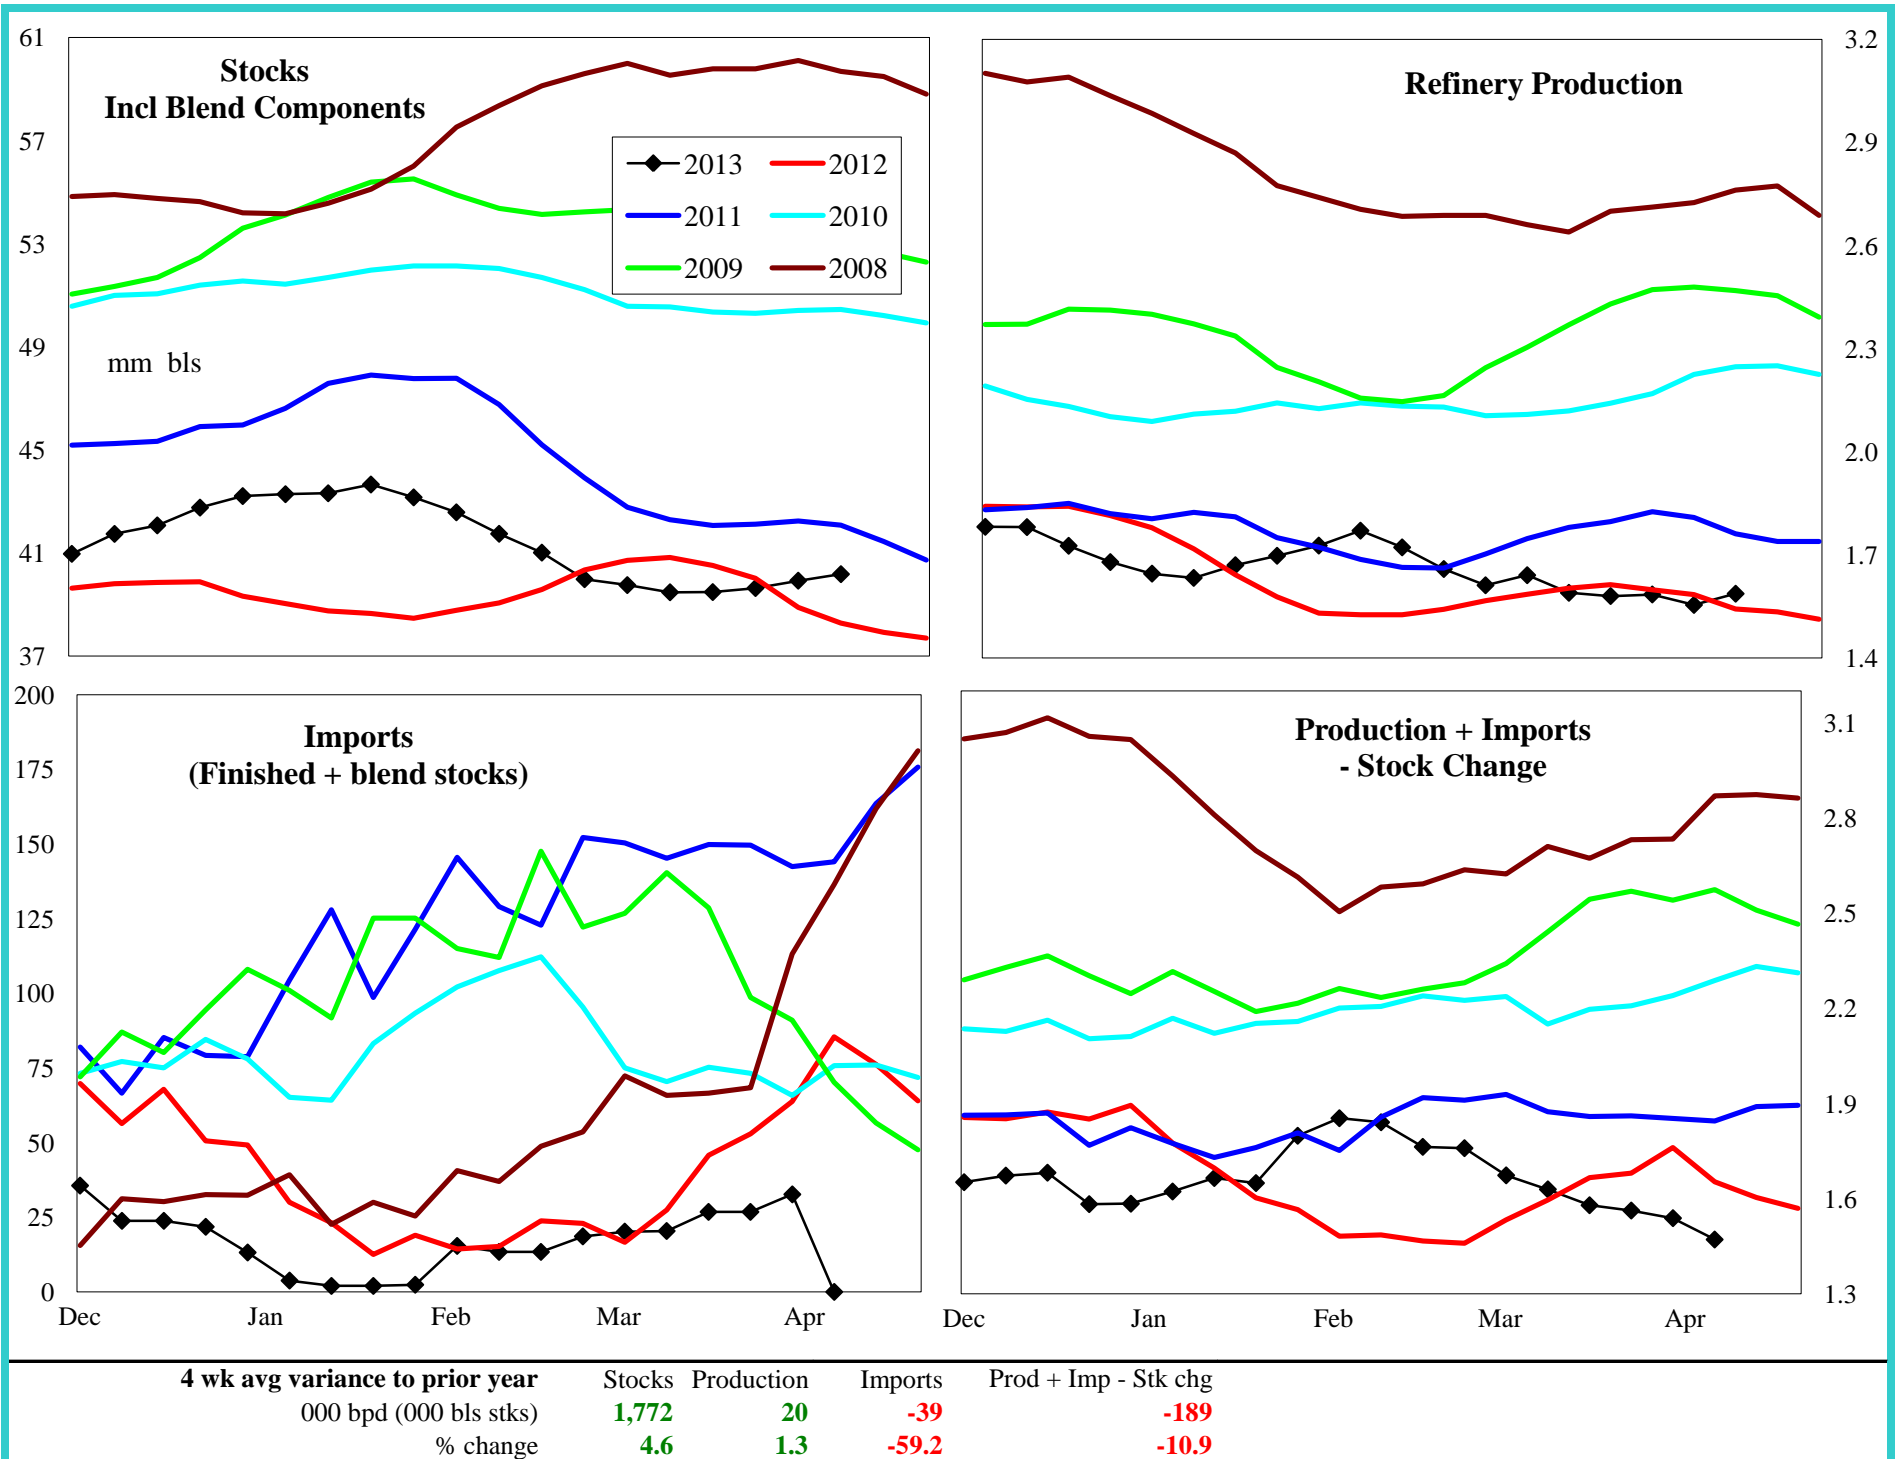 61
57
53
49
45
41
37
Stocks
Incl Blend Components
mm bls
2013
2012
2011
2010
2009
2008
Refinery Production
3.2
2.9
2.6
2.3
2.0
1.7
1.4
200
175
150
125
100
75
50
25
0
Imports
(Finished + blend stocks)
Dec
Jan
Feb
Mar
Apr
Production + Imports
- Stock Change
3.1
2.8
2.5
2.2
1.9
1.6
1.3
Dec
Jan
Feb
Mar
Apr
4 wk avg variance to prior year Stocks Production Imports Prod + Imp - Stk chg
000 bpd (000 bls stks) 1,772 20 -39 -189
% change 4.6 1.3 -59.2 -10.9